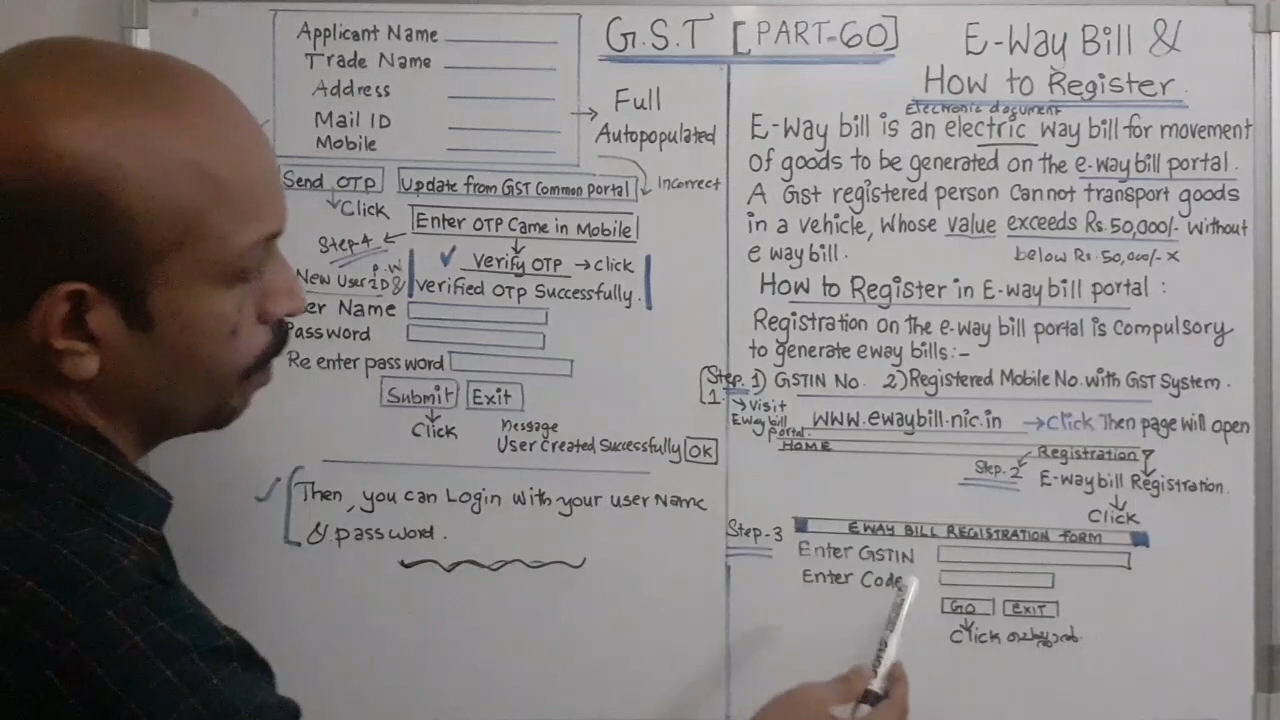 G.S.T [PART-60]
E-Way Bill &
How to Register
Electronic document
E-Way bill is an electric way bill for movement
of goods to be generated on the e-way bill portal.
A Gst registered person cannot transport goods
in a vehicle, Whose value exceeds Rs.50,000/- without
e way bill.
below Rs.50,000/- x
How to Register in E-way bill portal :
Registration on the e-way bill portal is compulsory
to generate eway bills:-
Step. 1) GSTIN No. 2) Registered Mobile No. with GST System.
1. → Visit
Eway bill portal
www.ewaybill.nic.in → Click Then page will open
HOME
Registration
Step.2
E-way bill Registration.
Click
Step-3
EWAY BILL REGISTRATION FORM
Enter GSTIN
Enter Code
GO EXIT
Click
Applicant Name
Trade Name
Address
Mail ID
Mobile
→ Full
Autopopulated
Send OTP
Update from GST Common portal
Incorrect
Click
Enter OTP Came in Mobile
Step-4
✓ Verify OTP → click
Verified OTP Successfully.
P.W
New User ID &
er Name
Password
Re enter password
Submit Exit
Click
Message
User Created Successfully OK
✓ Then, you can Login with your user Name
& password.